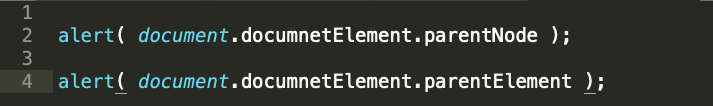 1
2 alert( document.documnetElement.parentNode );
3
4 alert( document.documnetElement.parentElement );